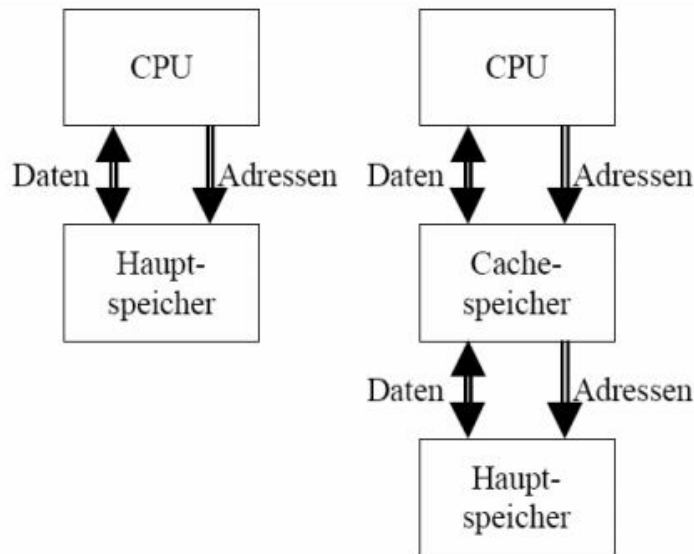 CPU
Daten
Adressen
Haupt-
speicher
CPU
Daten
Adressen
Cache-
speicher
Daten
Adressen
Haupt-
speicher